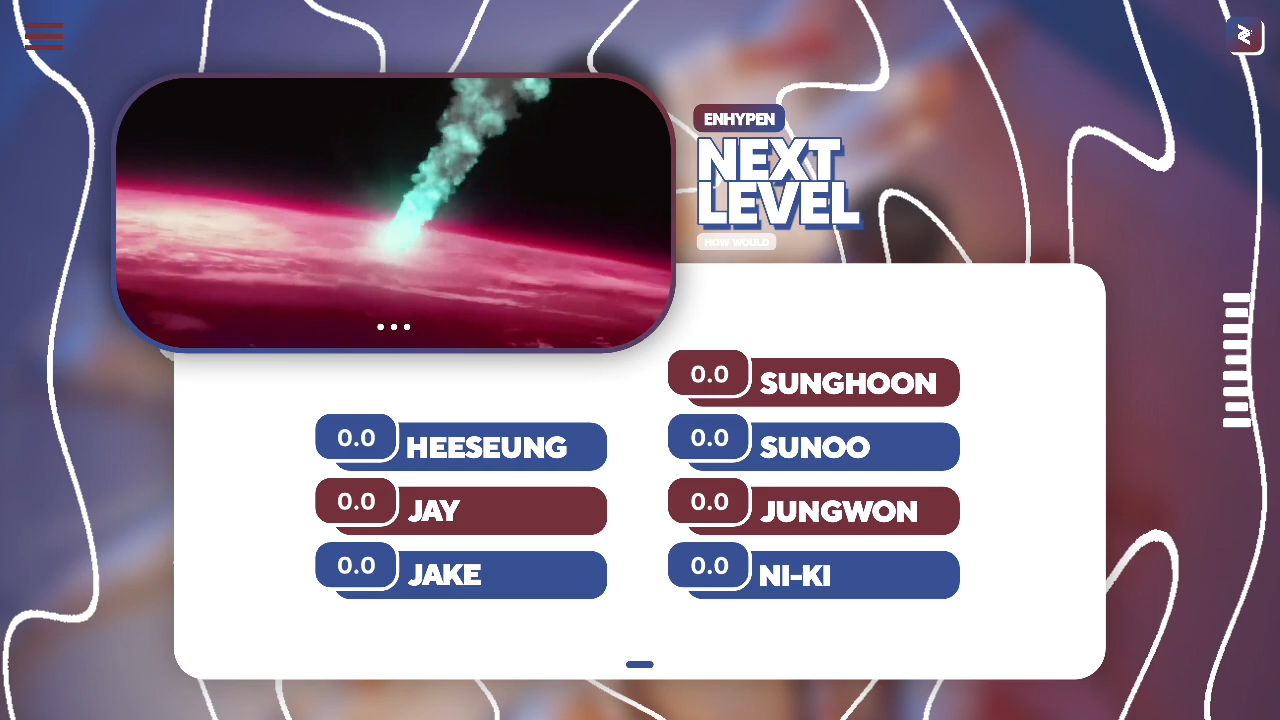 ENHYPEN
NEXT
LEVEL
HOW WOULD
0.0 HEESEUNG
0.0 JAY
0.0 JAKE
0.0 SUNGHOON
0.0 SUNOO
0.0 JUNGWON
0.0 NI-KI